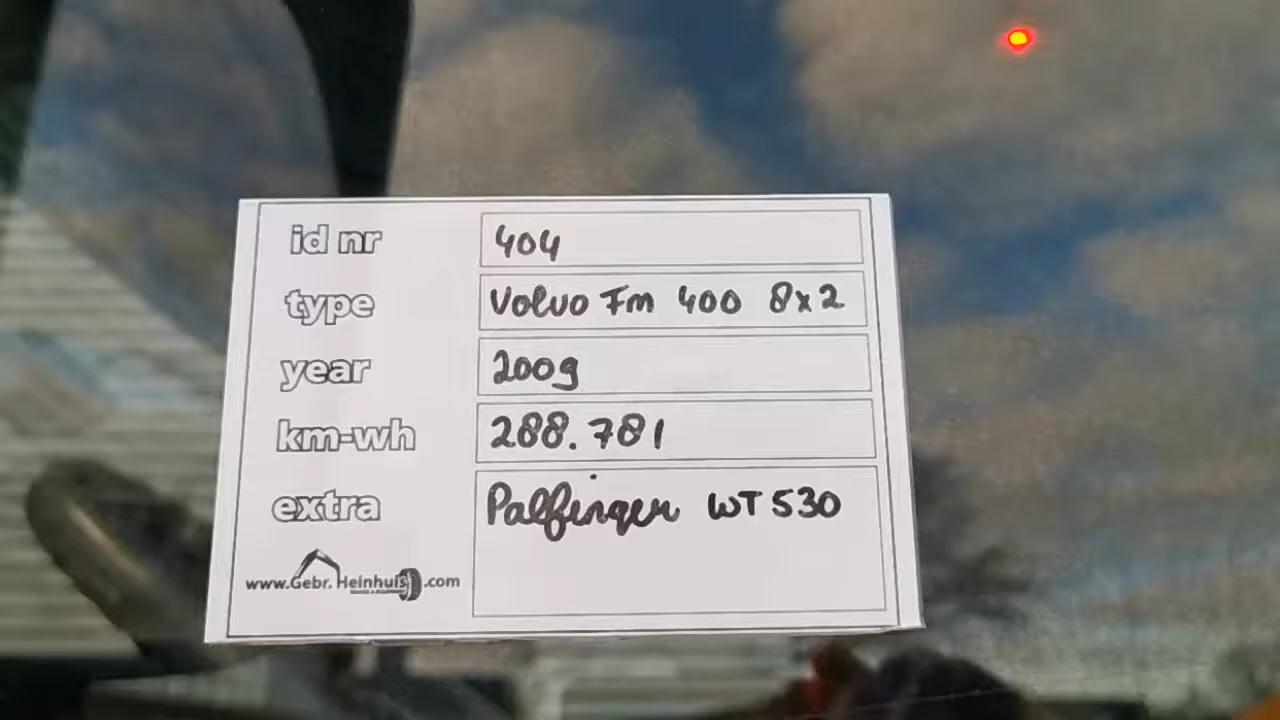 id nr 404
type Volvo Fm 400 8x2
year 2009
km-wh 288.781
extra Palfinger WT530
www.Gebr.Heinhuis.com